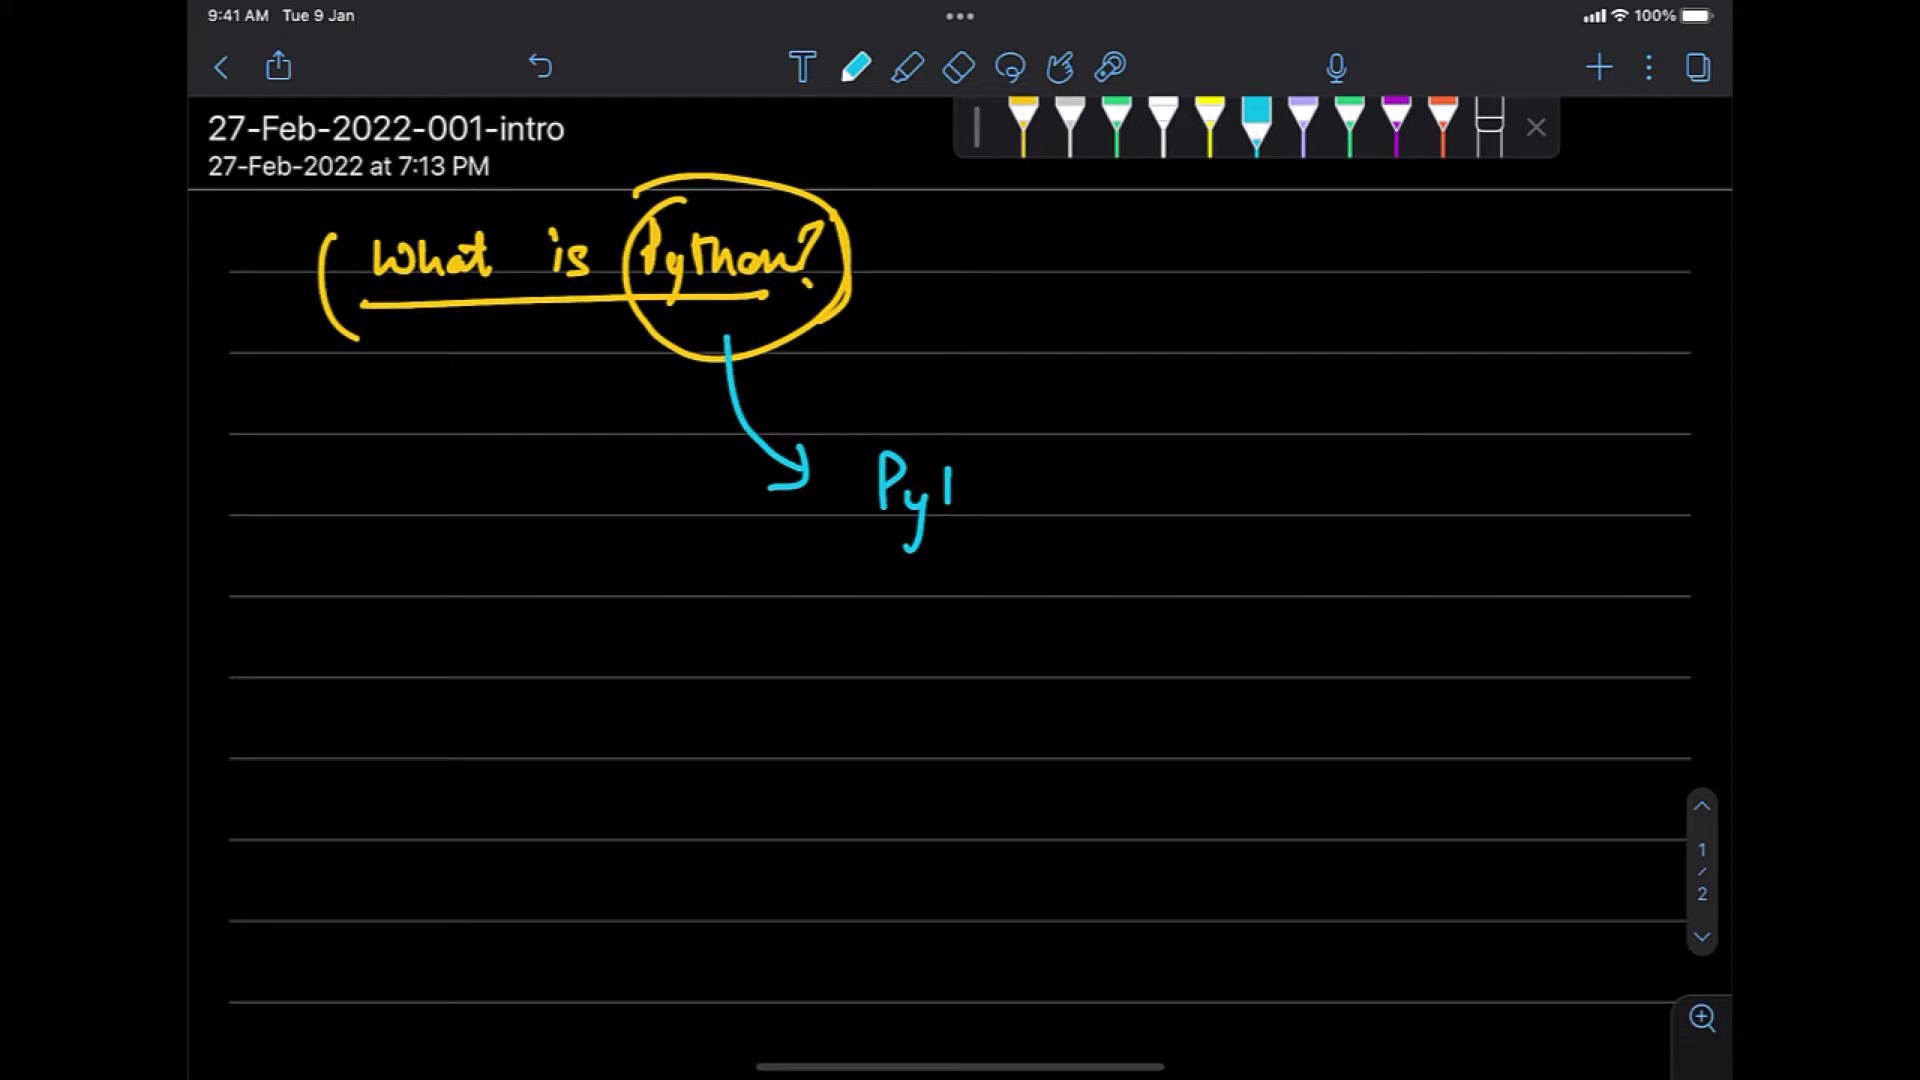 9:41 AM Tue 9 Jan 100%
T
27-Feb-2022-001-intro
27-Feb-2022 at 7:13 PM
What is Python?
Pyl
1
/
2